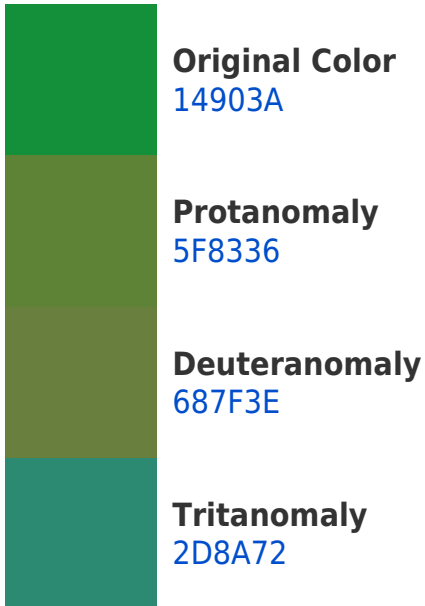 Original Color
14903A
Protanomaly
5F8336
Deuteranomaly
687F3E
Tritanomaly
2D8A72